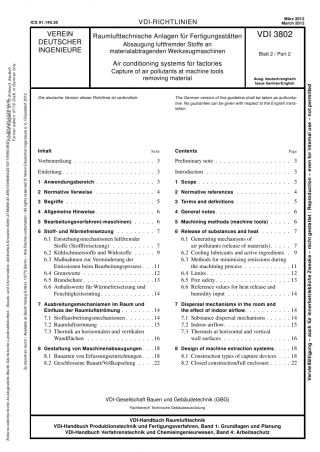 ICS 91.140.30
VDI-RICHTLINIEN
März 2012
March 2012
VEREIN
DEUTSCHER
INGENIEURE
Raumlufttechnische Anlagen für Fertigungsstätten
Absaugung luftfremder Stoffe an
materialabtragenden Werkzeugmaschinen
Air conditioning systems for factories
Capture of air pollutants at machine tools
removing material
VDI 3802
Blatt 2 / Part 2
Ausg. deutsch/englisch
Issue German/English
Die deutsche Version dieser Richtlinie ist verbindlich.
The German version of this guideline shall be taken as authorita-
tive. No guarantee can be given with respect to the English trans-
lation.
Inhalt Seite
Vorbemerkung . . . 3
Einleitung . . . 3
1 Anwendungsbereich . . . 3
2 Normative Verweise . . . 4
3 Begriffe . . . 5
4 Allgemeine Hinweise . . . 6
5 Bearbeitungsverfahren(-maschinen) . . . 6
6 Stoff- und Wärmefreisetzung . . . 7
6.1 Entstehungsmechanismen luftfremder
Stoffe (Stofffreisetzung) . . . 7
6.2 Kühlschmierstoffe und Wirkstoffe . . . 9
6.3 Maßnahmen zur Verminderung der
Emissionen beim Bearbeitungsprozess . . . 11
6.4 Grenzwerte . . . 12
6.5 Brandschutz . . . 13
6.6 Anhaltswerte für Wärmefreisetzung und
Feuchtigkeitseintrag . . . 14
7 Ausbreitungsmechanismen im Raum und
Einfluss der Raumluftströmung . . . 14
7.1 Stoffausbreitungsmechanismen . . . 14
7.2 Raumluftströmung . . . 15
7.3 Thermik an horizontalen und vertikalen
Wandflächen . . . 16
8 Gestaltung von Maschinenabsaugungen . . . 18
8.1 Bauarten von Erfassungseinrichtungen . . . 18
8.2 Geschlossene Bauart/Vollkapselung . . . 22
Contents Page
Preliminary note . . . 3
Introduction . . . 3
1 Scope . . . 3
2 Normative references . . . 4
3 Terms and definitions . . . 5
4 General notes . . . 6
5 Machining methods (machine tools) . . . 6
6 Release of substances and heat . . . 7
6.1 Generating mechanisms of
air pollutants (release of materials) . . . 7
6.2 Cooling lubricants and active ingredients . . . 9
6.3 Methods for minimising emissions during
the machining process . . . 11
6.4 Limits . . . 12
6.5 Fire safety . . . 13
6.6 Reference values for heat release and
humidity input . . . 14
7 Dispersal mechanisms in the room and
the effect of indoor airflow . . . 14
7.1 Substance dispersal mechanisms . . . 14
7.2 Indoor airflow . . . 15
7.3 Thermals at horizontal and vertical
wall surfaces . . . 16
8 Design of machine extraction systems . . . 18
8.1 Construction types of capture devices . . . 18
8.2 Closed construction/full enclosure . . . 22
VDI-Gesellschaft Bauen und Gebäudetechnik (GBG)
Fachbereich Technische Gebäudeausrüstung
VDI-Handbuch Raumlufttechnik
VDI-Handbuch Produktionstechnik und Fertigungsverfahren, Band 1: Grundlagen und Planung
VDI-Handbuch Verfahrenstechnik und Chemieingenieurwesen, Band 4: Arbeitsschutz
Vervielfältigung – auch für innerbetriebliche Zwecke – nicht gestattet / Reproduction – even for internal use – not permitted